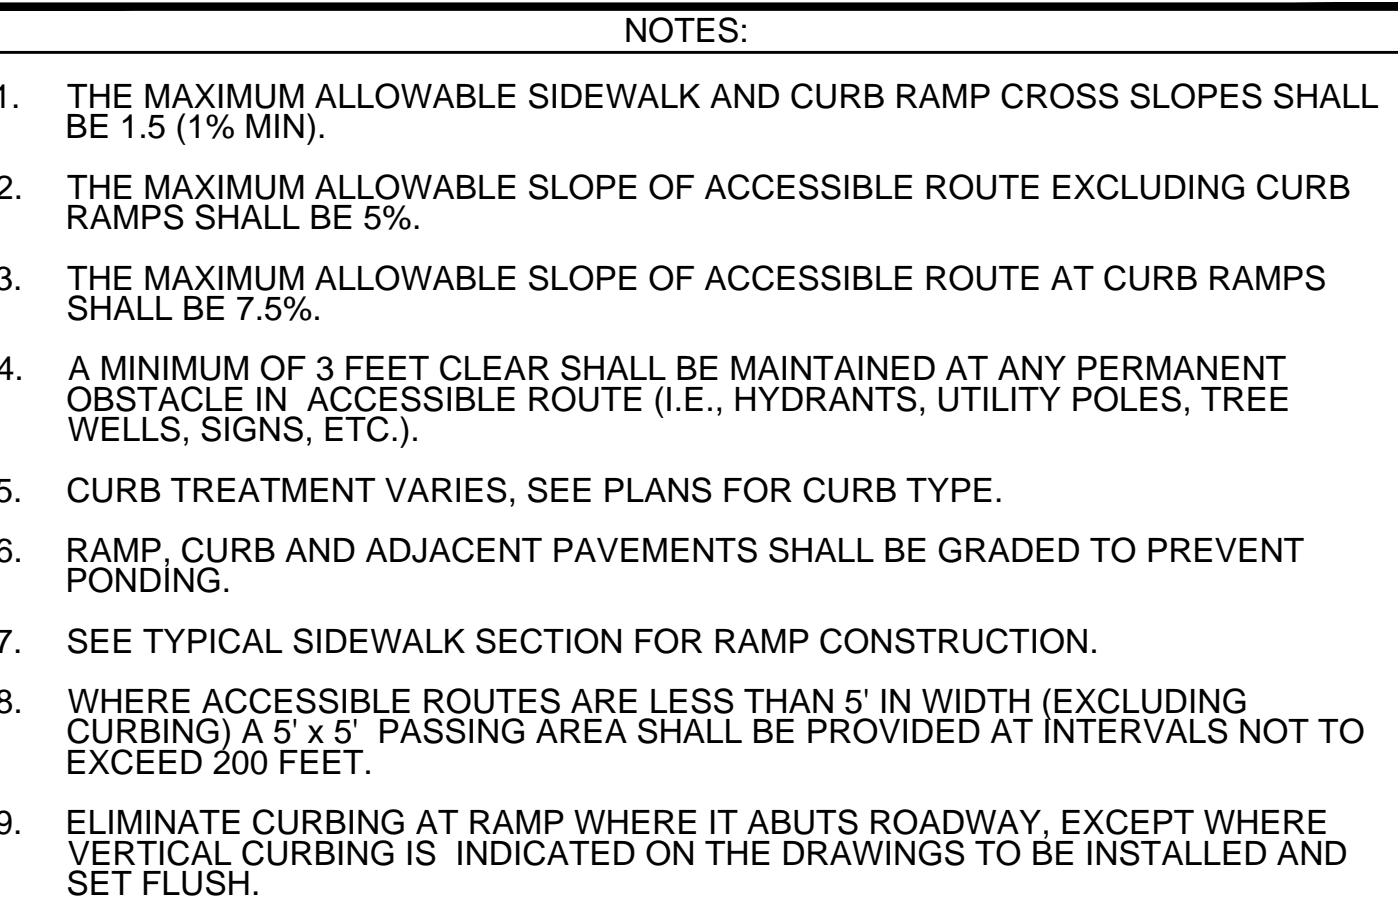 NOTES:
1. THE MAXIMUM ALLOWABLE SIDEWALK AND CURB RAMP CROSS SLOPES SHALL
BE 1.5 (1% MIN).
2. THE MAXIMUM ALLOWABLE SLOPE OF ACCESSIBLE ROUTE EXCLUDING CURB
RAMPS SHALL BE 5%.
3. THE MAXIMUM ALLOWABLE SLOPE OF ACCESSIBLE ROUTE AT CURB RAMPS
SHALL BE 7.5%.
4. A MINIMUM OF 3 FEET CLEAR SHALL BE MAINTAINED AT ANY PERMANENT
OBSTACLE IN ACCESSIBLE ROUTE (I.E., HYDRANTS, UTILITY POLES, TREE
WELLS, SIGNS, ETC.).
5. CURB TREATMENT VARIES, SEE PLANS FOR CURB TYPE.
6. RAMP, CURB AND ADJACENT PAVEMENTS SHALL BE GRADED TO PREVENT
PONDING.
7. SEE TYPICAL SIDEWALK SECTION FOR RAMP CONSTRUCTION.
8. WHERE ACCESSIBLE ROUTES ARE LESS THAN 5' IN WIDTH (EXCLUDING
CURBING) A 5' x 5' PASSING AREA SHALL BE PROVIDED AT INTERVALS NOT TO
EXCEED 200 FEET.
9. ELIMINATE CURBING AT RAMP WHERE IT ABUTS ROADWAY, EXCEPT WHERE
VERTICAL CURBING IS INDICATED ON THE DRAWINGS TO BE INSTALLED AND
SET FLUSH.